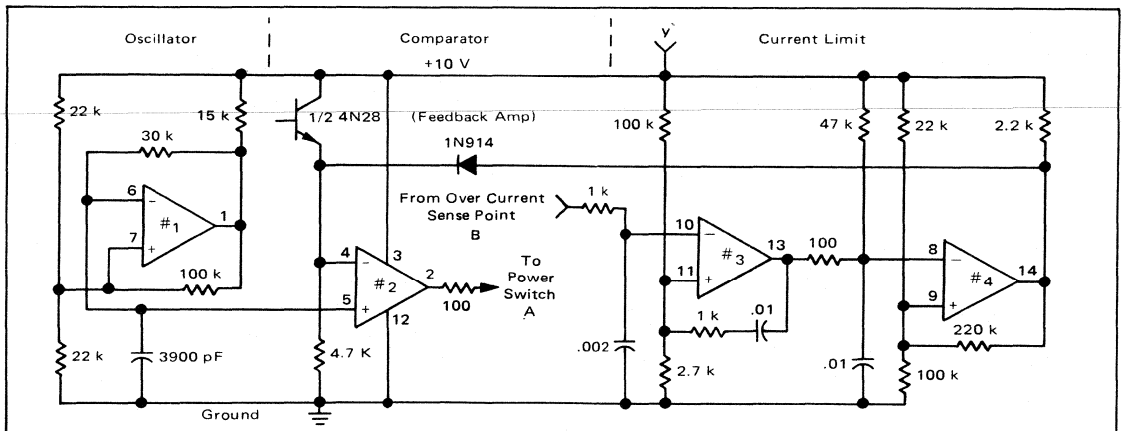 Oscillator
Comparator
Current Limit
y
+10 V
22 k
15 k
1/2 4N28
(Feedback Amp)
100 k
47 k
22 k
2.2 k
30 k
1N914
From Over Current
Sense Point
B
1 k
6
−
#1
1
7
+
100 k
4
−
3
#2
2
5
+
12
100
To
Power
Switch
A
10
−
#3
13
11
+
100
8
−
#4
14
9
+
1 k
.01
220 k
22 k
3900 pF
4.7 K
.002
2.7 k
.01
100 k
Ground